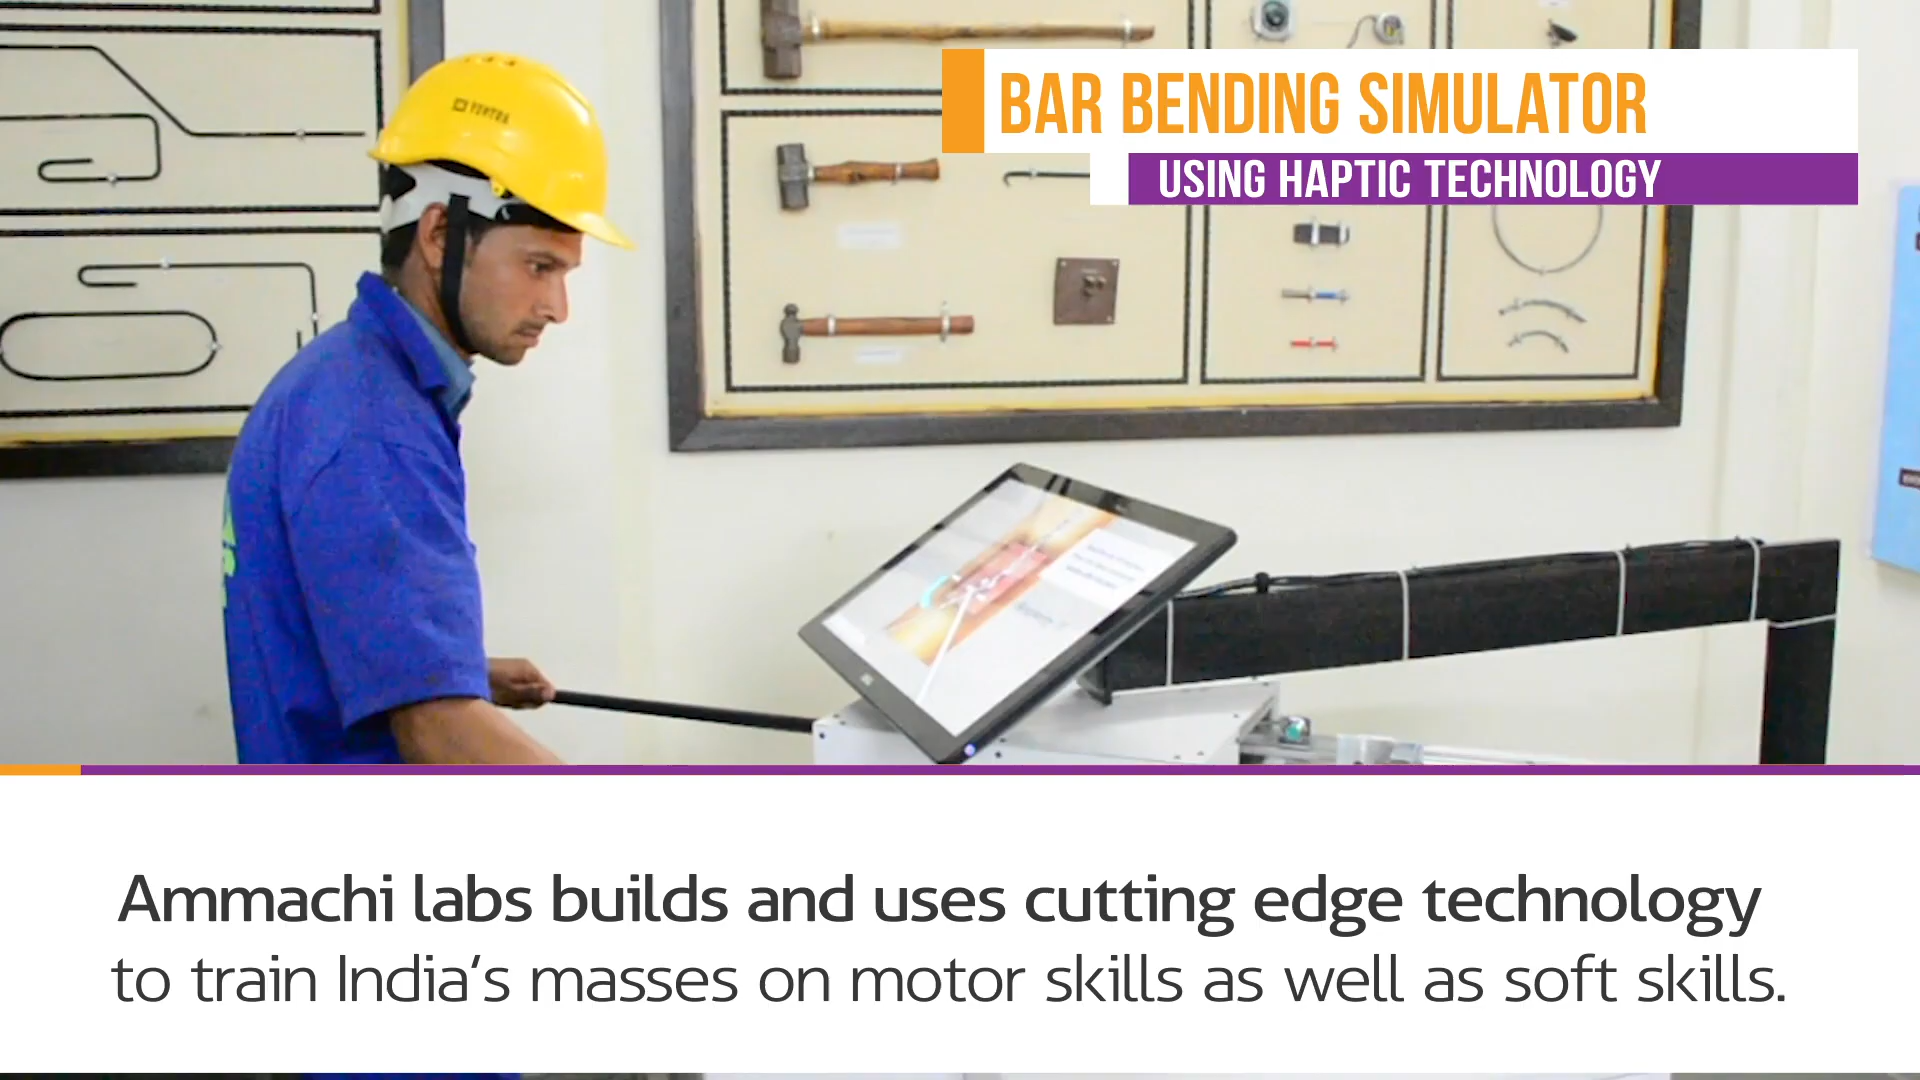 BAR BENDING SIMULATOR
USING HAPTIC TECHNOLOGY
Ammachi labs builds and uses cutting edge technology
to train India's masses on motor skills as well as soft skills.